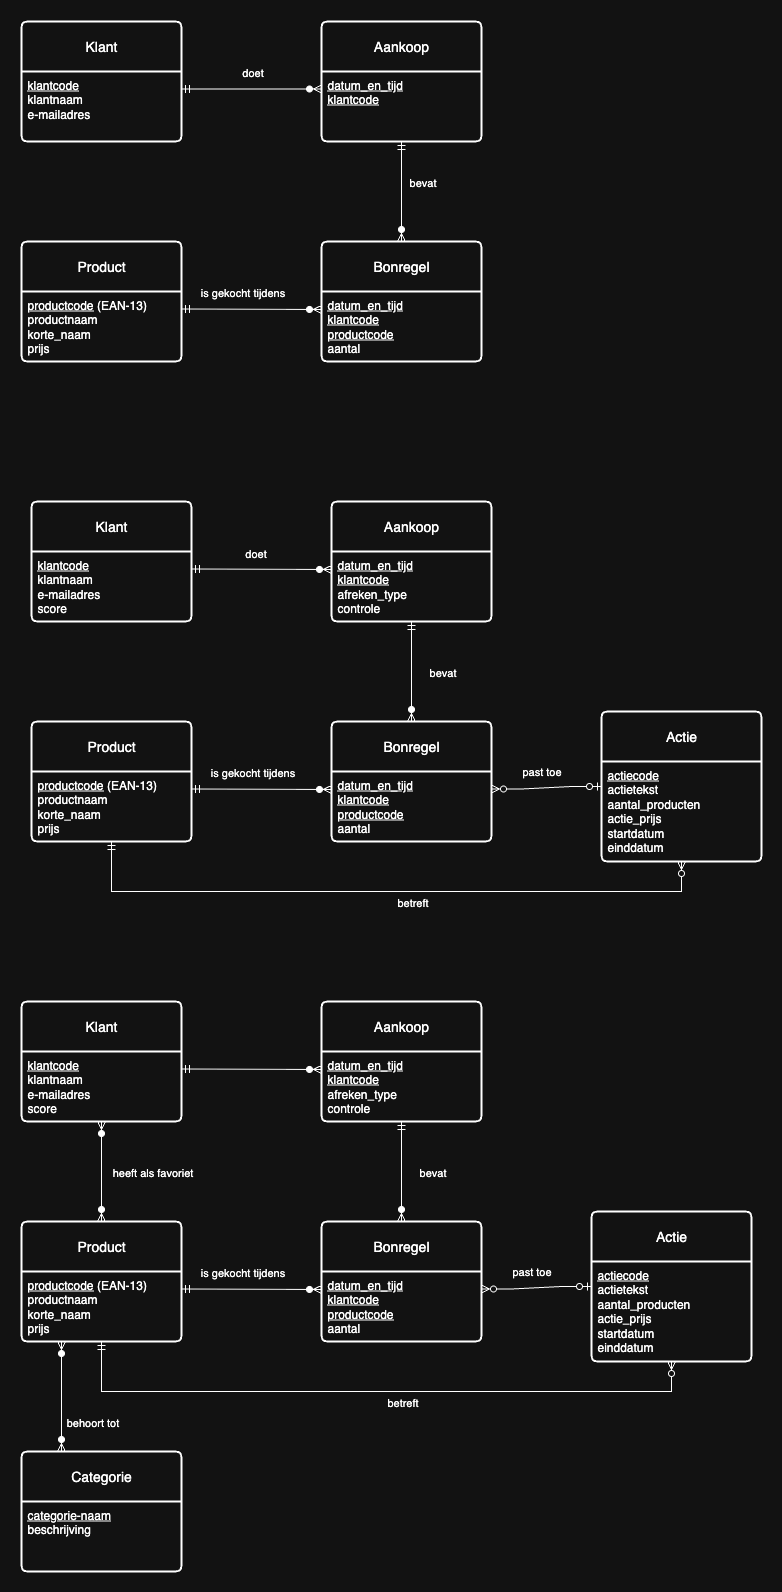 Klant
Aankoop
doet
klantcode
klantnaam
e-mailadres
datum_en_tijd
klantcode
bevat
Product
Bonregel
is gekocht tijdens
productcode (EAN-13)
productnaam
korte_naam
prijs
datum_en_tijd
klantcode
productcode
aantal
Klant
Aankoop
doet
klantcode
klantnaam
e-mailadres
score
datum_en_tijd
klantcode
afreken_type
controle
bevat
Product
Bonregel
Actie
is gekocht tijdens
past toe
productcode (EAN-13)
productnaam
korte_naam
prijs
datum_en_tijd
klantcode
productcode
aantal
actiecode
actietekst
aantal_producten
actie_prijs
startdatum
einddatum
betreft
Klant
Aankoop
klantcode
klantnaam
e-mailadres
score
datum_en_tijd
klantcode
afreken_type
controle
heeft als favoriet
bevat
Product
Bonregel
Actie
is gekocht tijdens
past toe
productcode (EAN-13)
productnaam
korte_naam
prijs
datum_en_tijd
klantcode
productcode
aantal
actiecode
actietekst
aantal_producten
actie_prijs
startdatum
einddatum
betreft
behoort tot
Categorie
categorie-naam
beschrijving